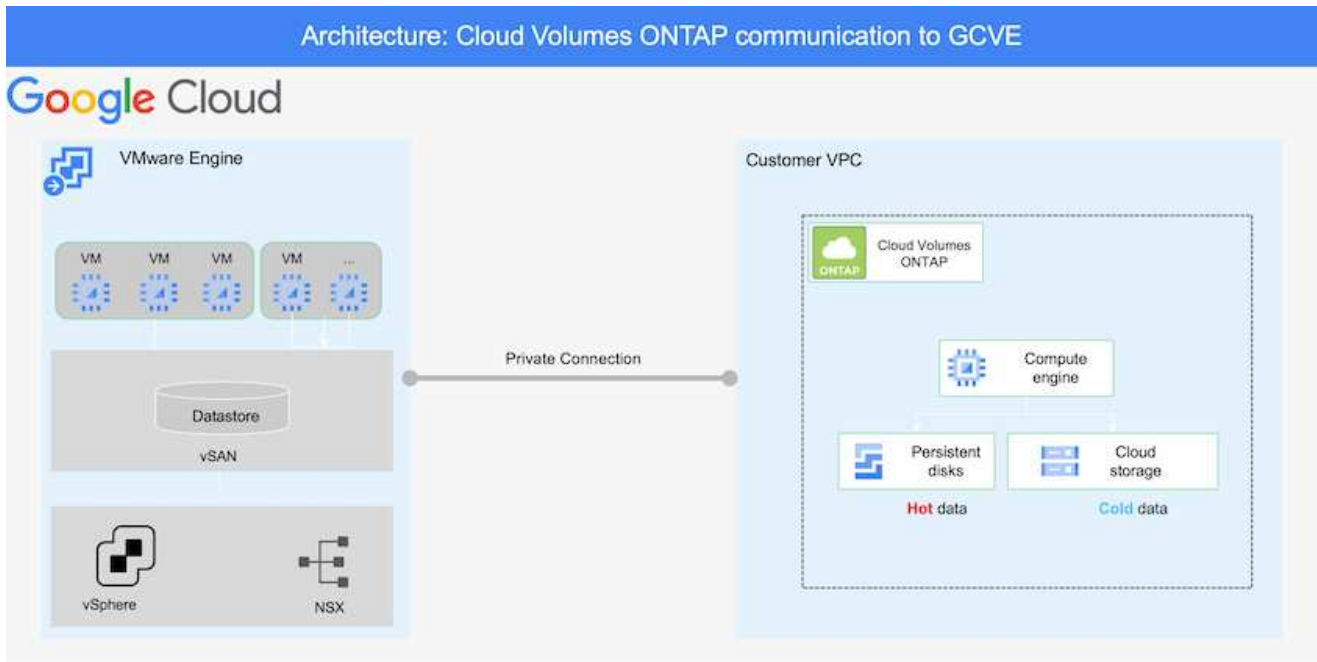 Architecture: Cloud Volumes ONTAP communication to GCVE
Google Cloud
VMware Engine
VM
VM
VM
VM
...
Datastore
vSAN
vSphere
NSX
Private Connection
Customer VPC
ONTAP
Cloud Volumes
ONTAP
Compute
engine
Persistent
disks
Cloud
storage
Hot data
Cold data